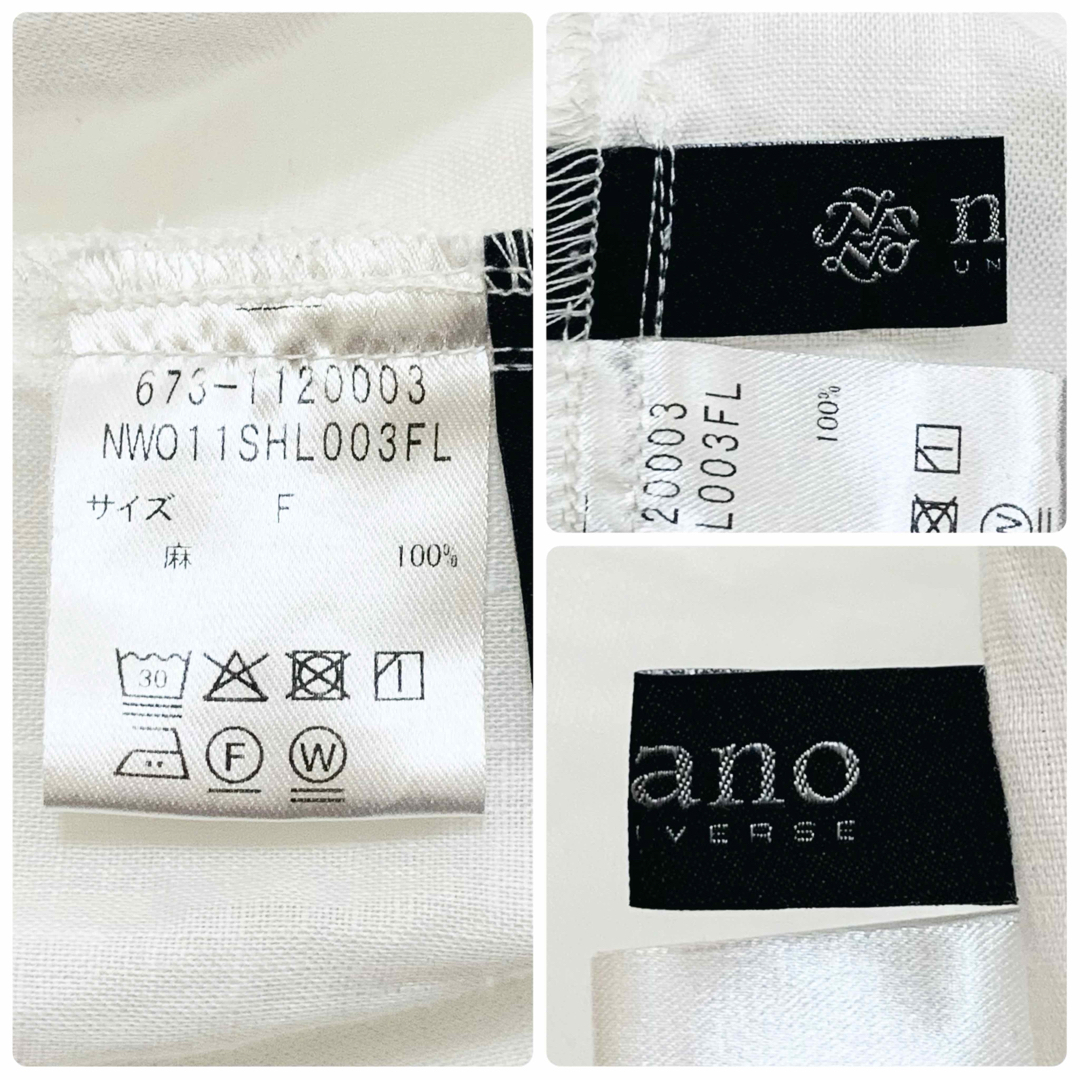 673-1120003
NW011SHL003FL
サイズ F
麻 100%
30
F W
n
UN
20003
L003FL
100%
W
ano
IVERSE